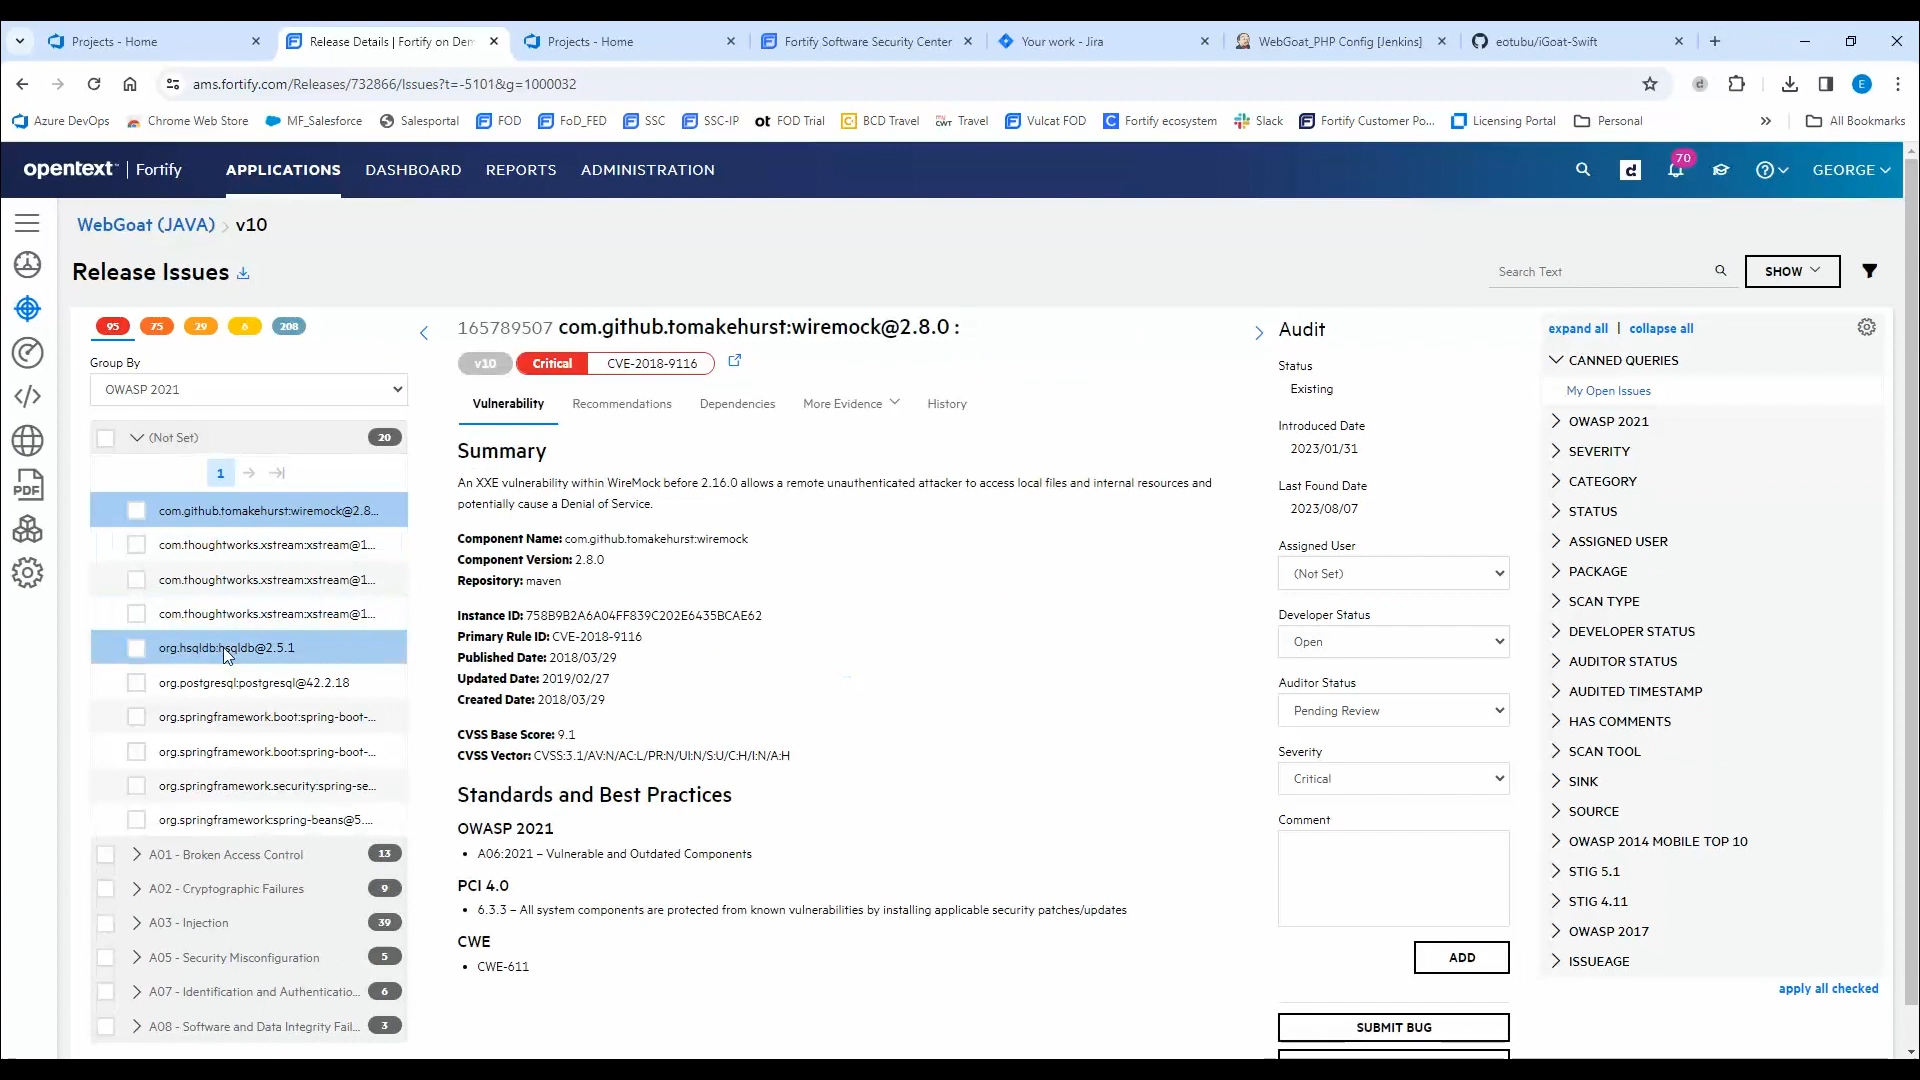 Projects - Home
Release Details | Fortify on Dem
Projects - Home
Fortify Software Security Center
Your work - Jira
WebGoat_PHP Config [Jenkins]
eotubu/iGoat-Swift
ams.fortify.com/Releases/732866/Issues?t=-5101&g=1000032
d
E
Azure DevOps
Chrome Web Store
MF_Salesforce
Salesportal
FOD
FoD_FED
SSC
SSC-IP
ot FOD Trial
BCD Travel
my CWT Travel
Vulcat FOD
Fortify ecosystem
Slack
Fortify Customer Po...
Licensing Portal
Personal
All Bookmarks
opentext™ | Fortify
APPLICATIONS
DASHBOARD
REPORTS
ADMINISTRATION
d
70
GEORGE
WebGoat (JAVA) > v10
Release Issues
Search Text
SHOW
95 75 29 6 208
Group By
OWASP 2021
(Not Set) 20
1
com.github.tomakehurst:wiremock@2.8...
com.thoughtworks.xstream:xstream@1...
com.thoughtworks.xstream:xstream@1...
com.thoughtworks.xstream:xstream@1...
org.hsqldb:hsqldb@2.5.1
org.postgresql:postgresql@42.2.18
org.springframework.boot:spring-boot-...
org.springframework.boot:spring-boot-...
org.springframework.security:spring-se...
org.springframework:spring-beans@5....
A01 - Broken Access Control 13
A02 - Cryptographic Failures 9
A03 - Injection 39
A05 - Security Misconfiguration 5
A07 - Identification and Authenticatio... 6
A08 - Software and Data Integrity Fail... 3
PDF
165789507 com.github.tomakehurst:wiremock@2.8.0 :
v10 Critical CVE-2018-9116
Vulnerability
Recommendations
Dependencies
More Evidence
History
Summary
An XXE vulnerability within WireMock before 2.16.0 allows a remote unauthenticated attacker to access local files and internal resources and
potentially cause a Denial of Service.
Component Name: com.github.tomakehurst:wiremock
Component Version: 2.8.0
Repository: maven
Instance ID: 758B9B2A6A04FF839C202E6435BCAE62
Primary Rule ID: CVE-2018-9116
Published Date: 2018/03/29
Updated Date: 2019/02/27
Created Date: 2018/03/29
CVSS Base Score: 9.1
CVSS Vector: CVSS:3.1/AV:N/AC:L/PR:N/UI:N/S:U/C:H/I:N/A:H
Standards and Best Practices
OWASP 2021
• A06:2021 – Vulnerable and Outdated Components
PCI 4.0
• 6.3.3 – All system components are protected from known vulnerabilities by installing applicable security patches/updates
CWE
• CWE-611
Audit
Status
Existing
Introduced Date
2023/01/31
Last Found Date
2023/08/07
Assigned User
(Not Set)
Developer Status
Open
Auditor Status
Pending Review
Severity
Critical
Comment
ADD
SUBMIT BUG
expand all | collapse all
CANNED QUERIES
My Open Issues
OWASP 2021
SEVERITY
CATEGORY
STATUS
ASSIGNED USER
PACKAGE
SCAN TYPE
DEVELOPER STATUS
AUDITOR STATUS
AUDITED TIMESTAMP
HAS COMMENTS
SCAN TOOL
SINK
SOURCE
OWASP 2014 MOBILE TOP 10
STIG 5.1
STIG 4.11
OWASP 2017
ISSUEAGE
apply all checked